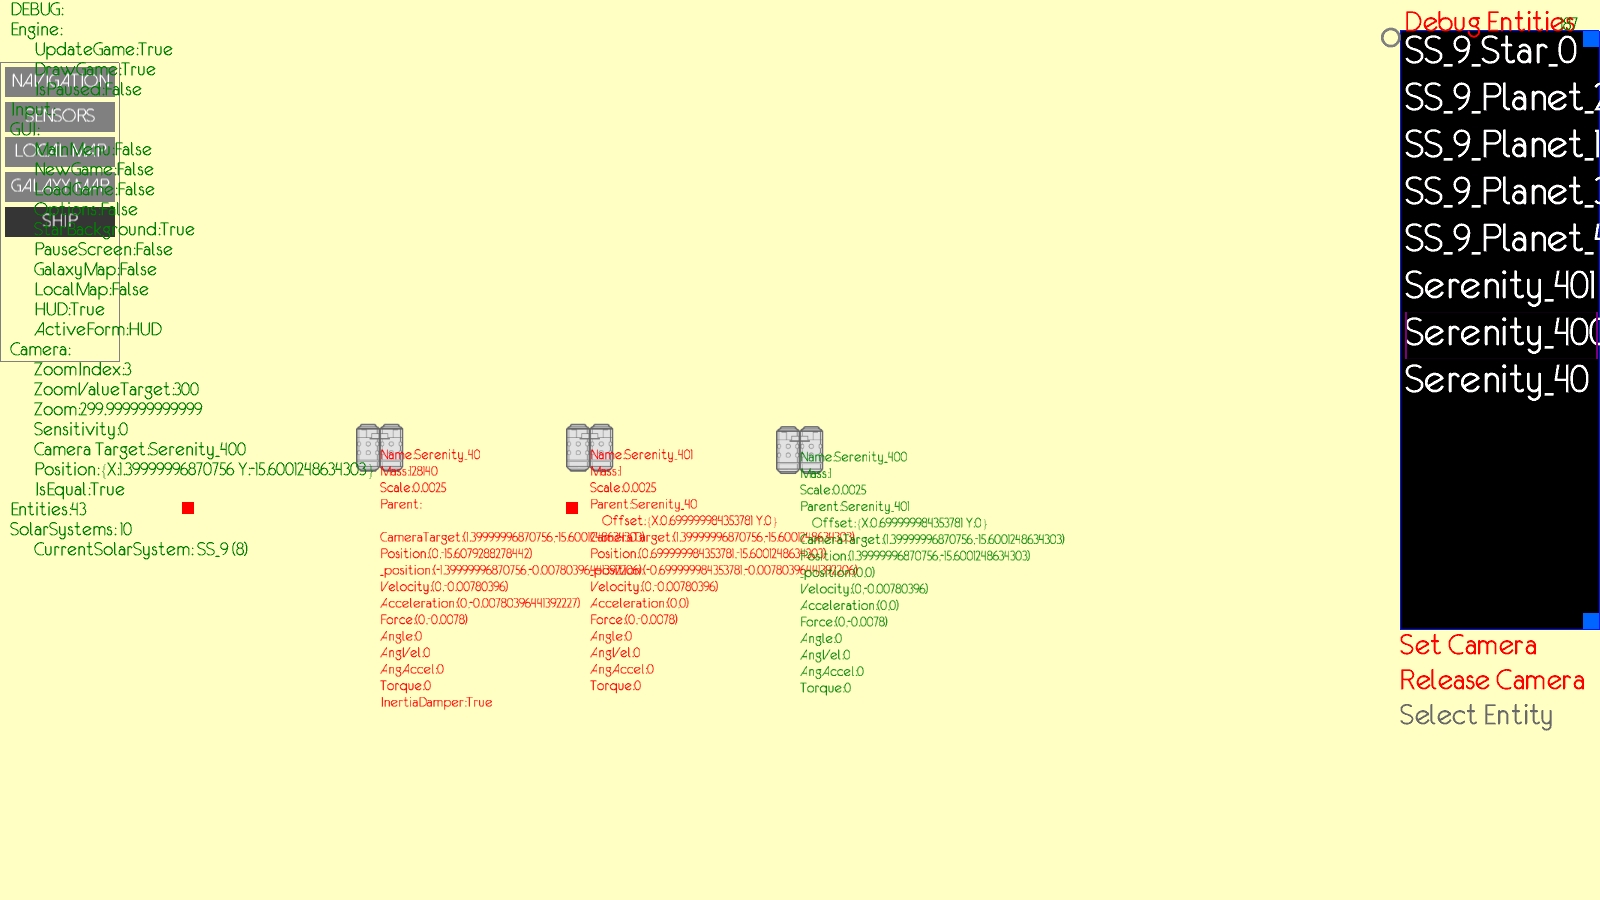 DEBUG:
Engine:
UpdateGame:True
DrawGame:True
IsPaused:False
Input:
GUI:
MainMenu:False
NewGame:False
LoadGame:False
Options:False
StarBackground:True
PauseScreen:False
GalaxyMap:False
LocalMap:False
HUD:True
ActiveForm:HUD
Camera:
ZoomIndex:3
ZoomValueTarget:300
Zoom:299.999999999999
Sensitivity:0
Camera Target:Serenity_400
Position:{X:1.39999996870756 Y:-15.6001248634303}
IsEqual:True
Entities:43
SolarSystems: 10
CurrentSolarSystem: SS_9 (8)
NAVIGATION
SENSORS
LOCAL MAP
GALAXY MAP
SHIP
Name:Serenity_40
Mass:128140
Scale:0.0025
Parent:
CameraTarget:(1.39999996870756,-15.6001248634303)
Position:(0,-15.6079288278442)
_position:(-1.39999996870756,-0.00780396441392206)
Velocity:(0,-0.00780396)
Acceleration:(0,-0.00780396441392227)
Force:(0,-0.0078)
Angle:0
AngVel:0
AngAccel:0
Torque:0
InertiaDamper:True
Name:Serenity_401
Mass:1
Scale:0.0025
Parent:Serenity_40
Offset:{X:0.699999984353781 Y:0}
CameraTarget:(1.39999996870756,-15.6001248634303)
Position:(0.699999984353781,-15.6001248634303)
_position:(-0.699999984353781,-0.00780396441392206)
Velocity:(0,-0.00780396)
Acceleration:(0,0)
Force:(0,-0.0078)
Angle:0
AngVel:0
AngAccel:0
Torque:0
Name:Serenity_400
Mass:1
Scale:0.0025
Parent:Serenity_401
Offset:{X:0.699999984353781 Y:0}
CameraTarget:(1.39999996870756,-15.6001248634303)
Position:(1.39999996870756,-15.6001248634303)
_position:(0,0)
Velocity:(0,-0.00780396)
Acceleration:(0,0)
Force:(0,-0.0078)
Angle:0
AngVel:0
AngAccel:0
Torque:0
Debug Entities
SS_9_Star_0
SS_9_Planet_2
SS_9_Planet_1
SS_9_Planet_3
SS_9_Planet_4
Serenity_401
Serenity_400
Serenity_40
Set Camera
Release Camera
Select Entity